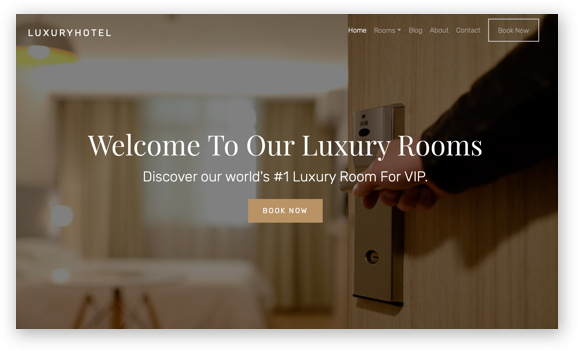 LUXURYHOTEL
Home Rooms Blog About Contact Book Now
Welcome To Our Luxury Rooms
Discover our world's #1 Luxury Room For VIP.
BOOK NOW